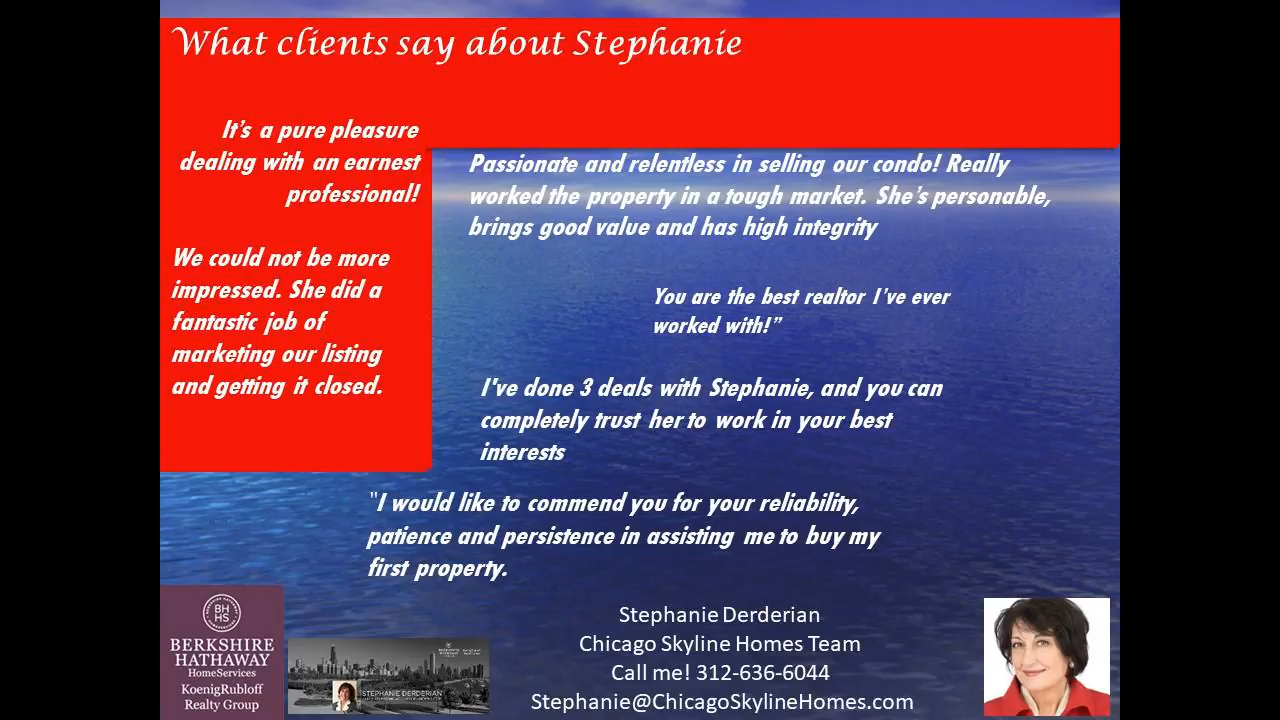 What clients say about Stephanie
It's a pure pleasure
dealing with an earnest
professional!
We could not be more
impressed. She did a
fantastic job of
marketing our listing
and getting it closed.
Passionate and relentless in selling our condo! Really
worked the property in a tough market. She's personable,
brings good value and has high integrity
You are the best realtor I've ever
worked with!”
I've done 3 deals with Stephanie, and you can
completely trust her to work in your best
interests
"I would like to commend you for your reliability,
patience and persistence in assisting me to buy my
first property.
BH
HS
BERKSHIRE
HATHAWAY
HomeServices
KoenigRubloff
Realty Group
STEPHANIE DERDERIAN
Stephanie Derderian
Chicago Skyline Homes Team
Call me! 312-636-6044
Stephanie@ChicagoSkylineHomes.com